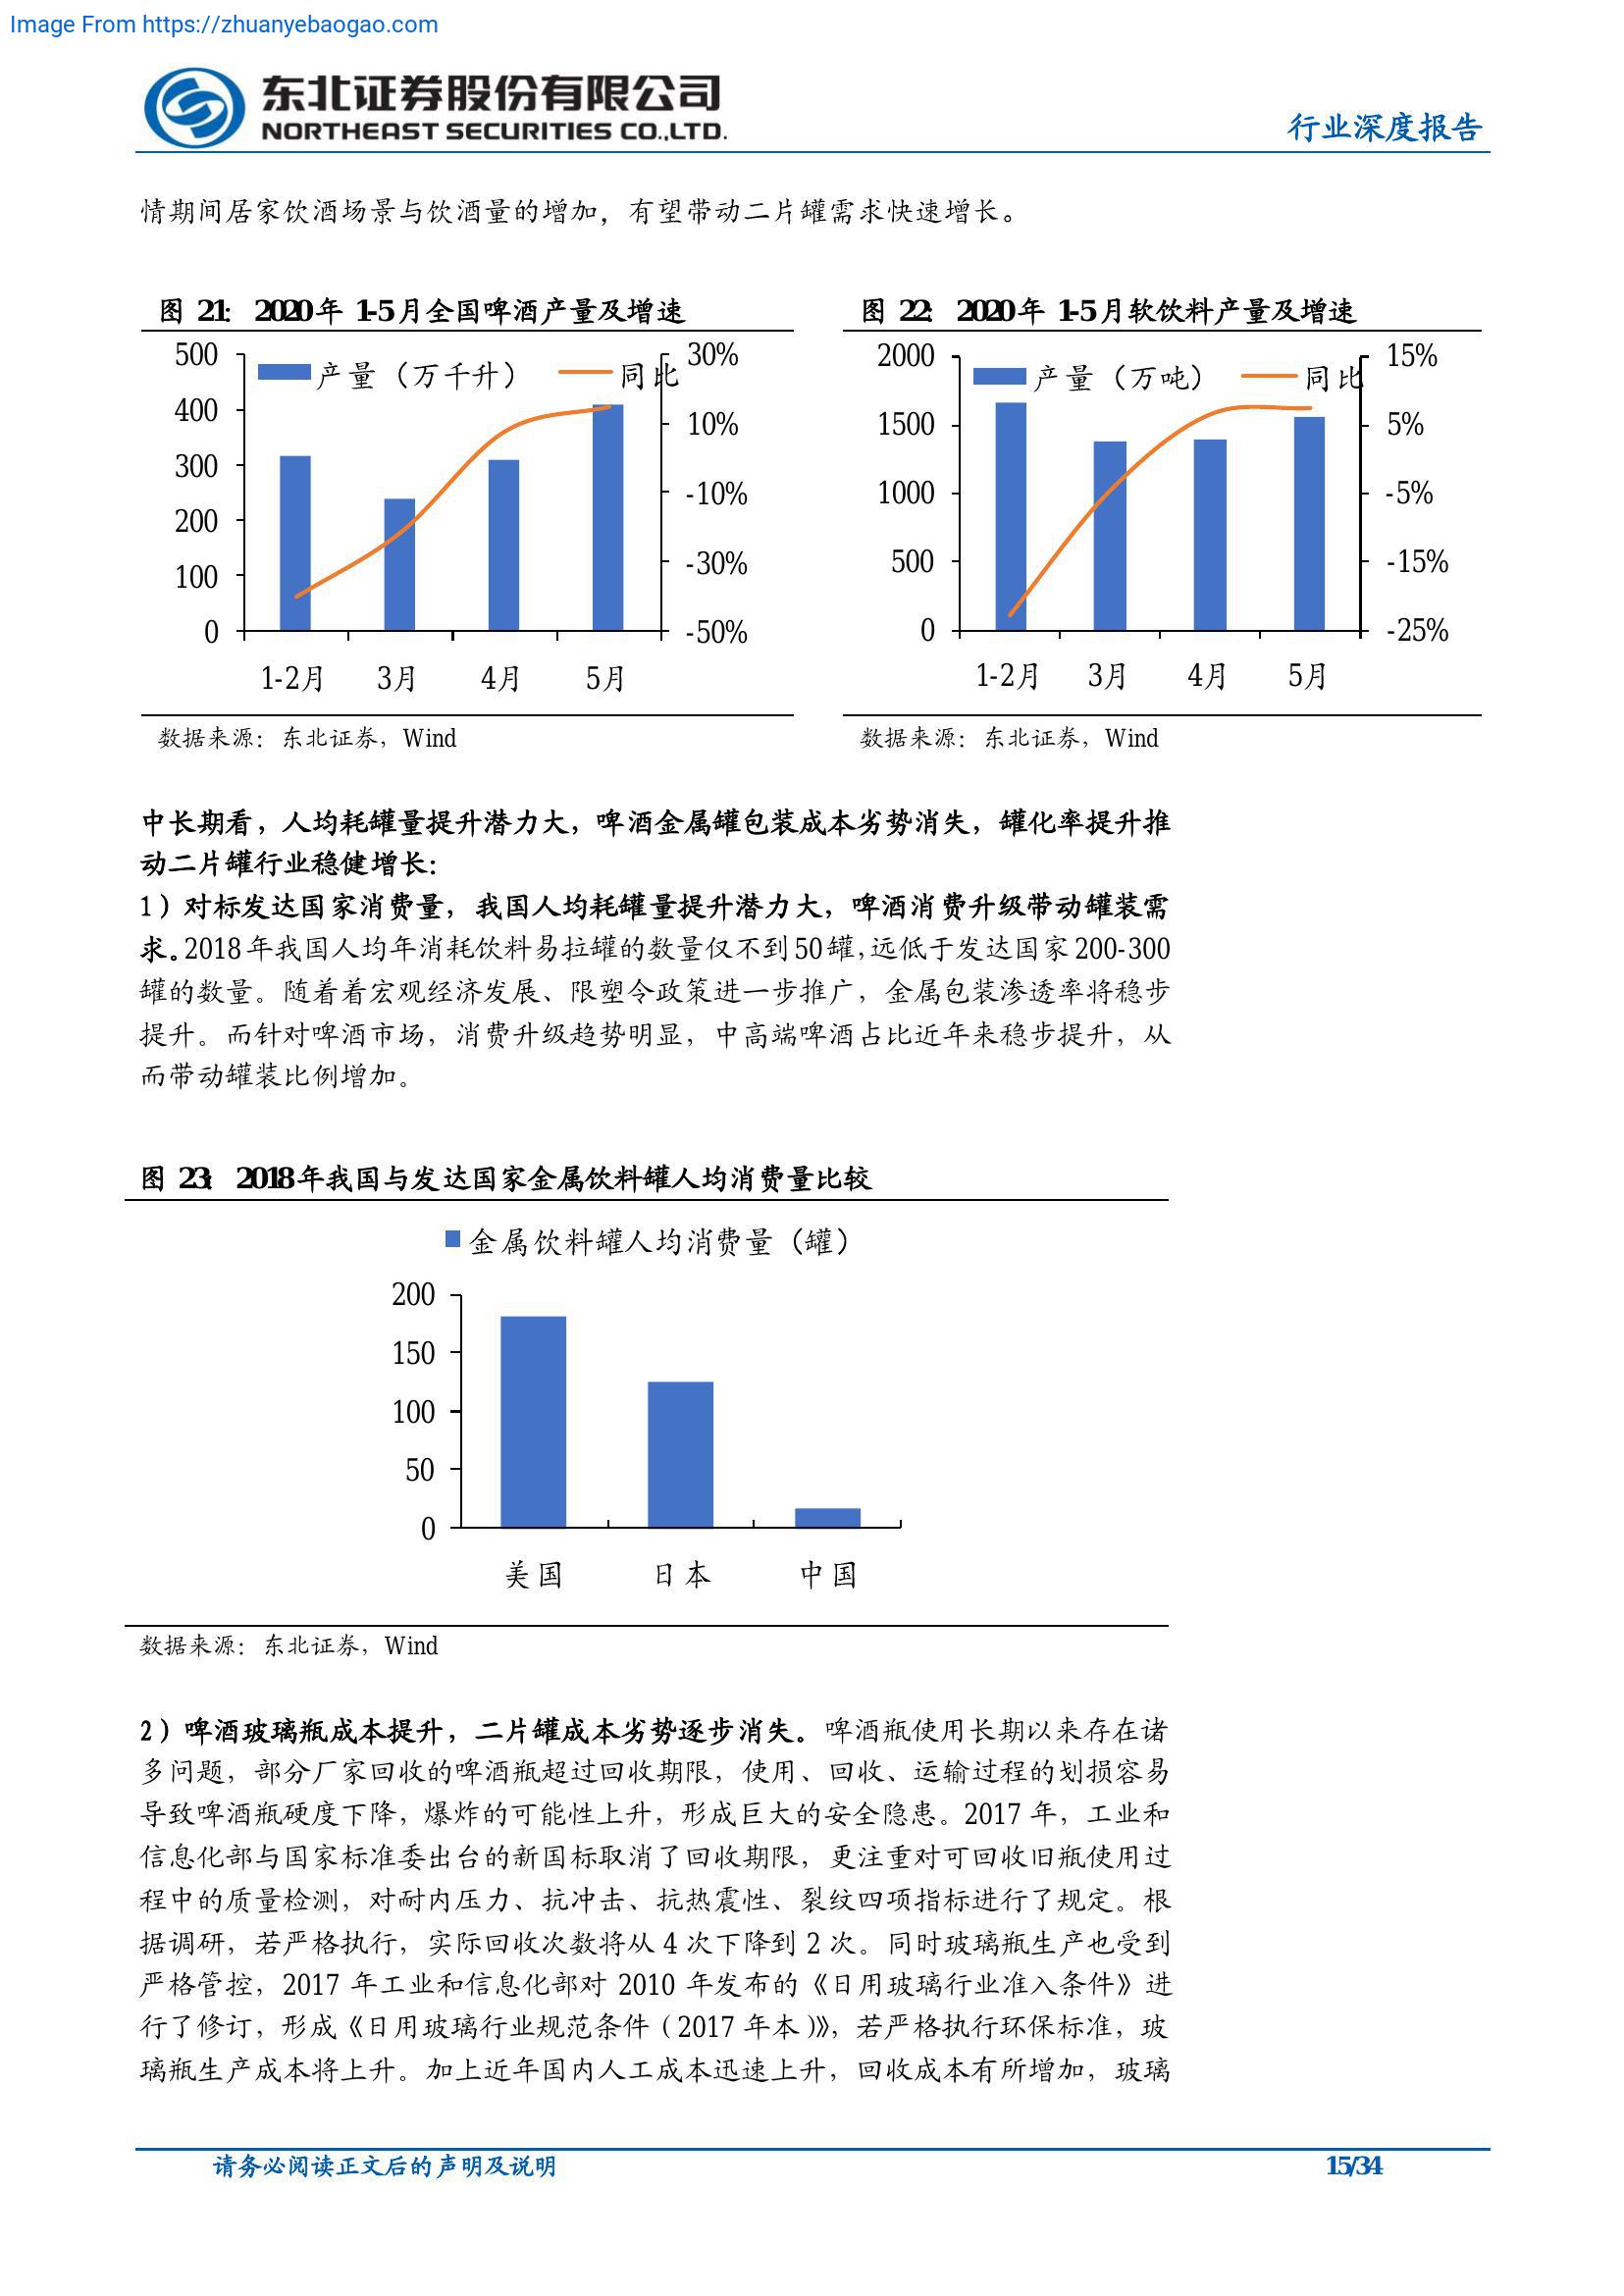 Image From https://zhuanyebaogao.com
东北证券股份有限公司
NORTHEAST SECURITIES CO.,LTD.
行业深度报告
情期间居家饮酒场景与饮酒量的增加，有望带动二片罐需求快速增长。
图 21：2020年 1-5月全国啤酒产量及增速
产量（万千升）
同比
500
400
300
200
100
0
30%
10%
-10%
-30%
-50%
1-2月 3月 4月 5月
数据来源：东北证券，Wind
图 22：2020年 1-5月软饮料产量及增速
产量（万吨）
同比
2000
1500
1000
500
0
15%
5%
-5%
-15%
-25%
1-2月 3月 4月 5月
数据来源：东北证券，Wind
中长期看，人均耗罐量提升潜力大，啤酒金属罐包装成本劣势消失，罐化率提升推
动二片罐行业稳健增长：
1）对标发达国家消费量，我国人均耗罐量提升潜力大，啤酒消费升级带动罐装需
求。2018年我国人均年消耗饮料易拉罐的数量仅不到50罐，远低于发达国家200-300
罐的数量。随着着宏观经济发展、限塑令政策进一步推广，金属包装渗透率将稳步
提升。而针对啤酒市场，消费升级趋势明显，中高端啤酒占比近年来稳步提升，从
而带动罐装比例增加。
图 23：2018年我国与发达国家金属饮料罐人均消费量比较
金属饮料罐人均消费量（罐）
200
150
100
50
0
美国 日本 中国
数据来源：东北证券，Wind
2）啤酒玻璃瓶成本提升，二片罐成本劣势逐步消失。啤酒瓶使用长期以来存在诸
多问题，部分厂家回收的啤酒瓶超过回收期限，使用、回收、运输过程的划损容易
导致啤酒瓶硬度下降，爆炸的可能性上升，形成巨大的安全隐患。2017 年，工业和
信息化部与国家标准委出台的新国标取消了回收期限，更注重对可回收旧瓶使用过
程中的质量检测，对耐内压力、抗冲击、抗热震性、裂纹四项指标进行了规定。根
据调研，若严格执行，实际回收次数将从 4 次下降到 2 次。同时玻璃瓶生产也受到
严格管控，2017 年工业和信息化部对 2010 年发布的《日用玻璃行业准入条件》进
行了修订，形成《日用玻璃行业规范条件（2017 年本）》，若严格执行环保标准，玻
璃瓶生产成本将上升。加上近年国内人工成本迅速上升，回收成本有所增加，玻璃
请务必阅读正文后的声明及说明
15/34